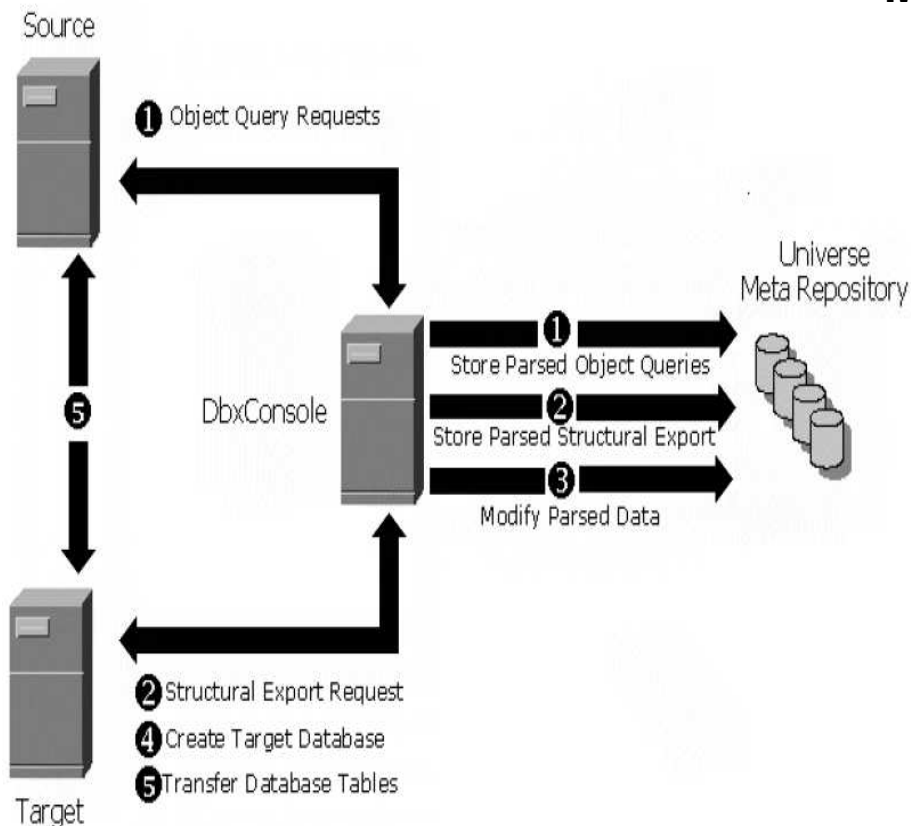 Source
1 Object Query Requests
Universe
Meta Repository
1
Store Parsed Object Queries
DbxConsole
2
Store Parsed Structural Export
3
Modify Parsed Data
5
2 Structural Export Request
4 Create Target Database
5 Transfer Database Tables
Target